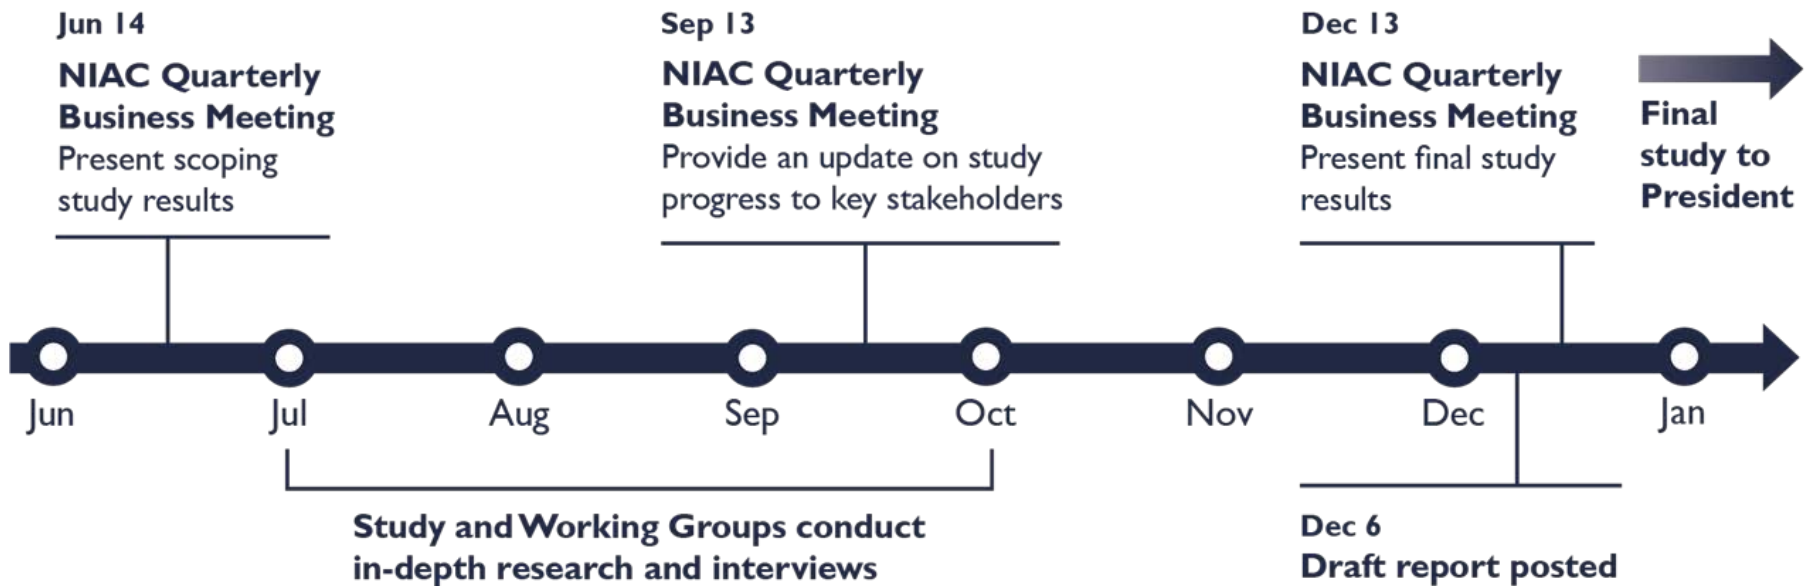 Jun 14
NIAC Quarterly
Business Meeting
Present scoping
study results
Sep 13
NIAC Quarterly
Business Meeting
Provide an update on study
progress to key stakeholders
Dec 13
NIAC Quarterly
Business Meeting
Present final study
results
Final
study to
President
Jun
Jul
Aug
Sep
Oct
Nov
Dec
Jan
Study and Working Groups conduct
in-depth research and interviews
Dec 6
Draft report posted